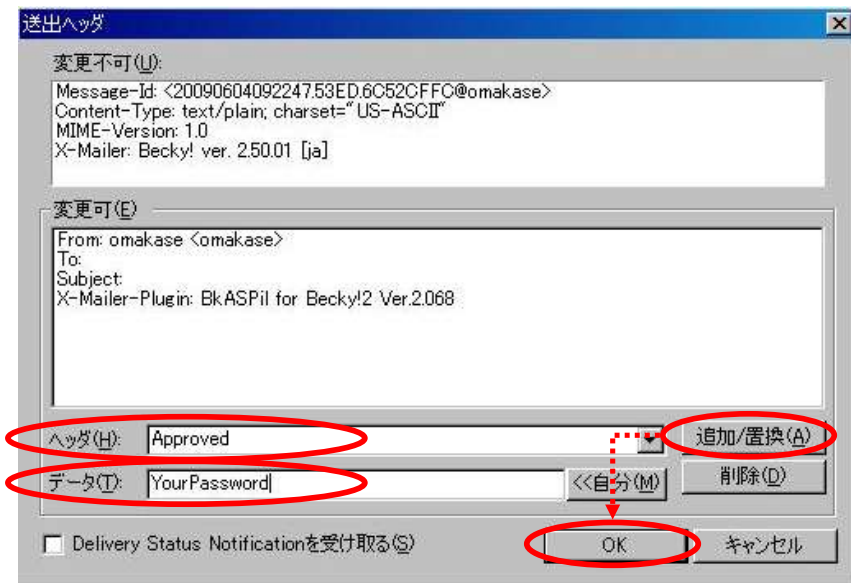 送出ヘッダ
変更不可(U):
Message-Id: <20090604092247.53ED.6C52CFFC@omakase>
Content-Type: text/plain; charset="US-ASCII"
MIME-Version: 1.0
X-Mailer: Becky! ver. 2.50.01 [ja]
変更可(E)
From: omakase <omakase>
To:
Subject:
X-Mailer-Plugin: BkASPil for Becky!2 Ver.2.068
ヘッダ(H): Approved 追加/置換(A)
データ(T): YourPassword <<自分(M) 削除(D)
Delivery Status Notificationを受け取る(S) OK キャンセル